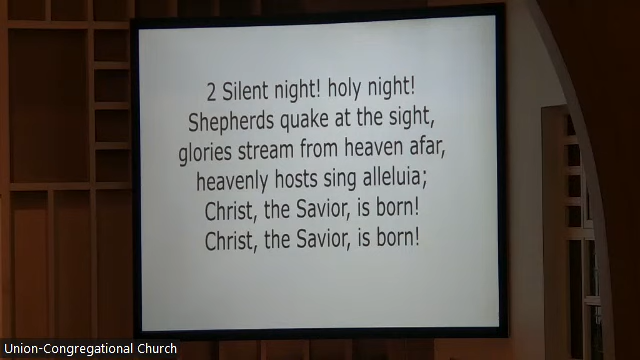 2 Silent night! holy night!
Shepherds quake at the sight,
glories stream from heaven afar,
heavenly hosts sing alleluia;
Christ, the Savior, is born!
Christ, the Savior, is born!
Union-Congregational Church